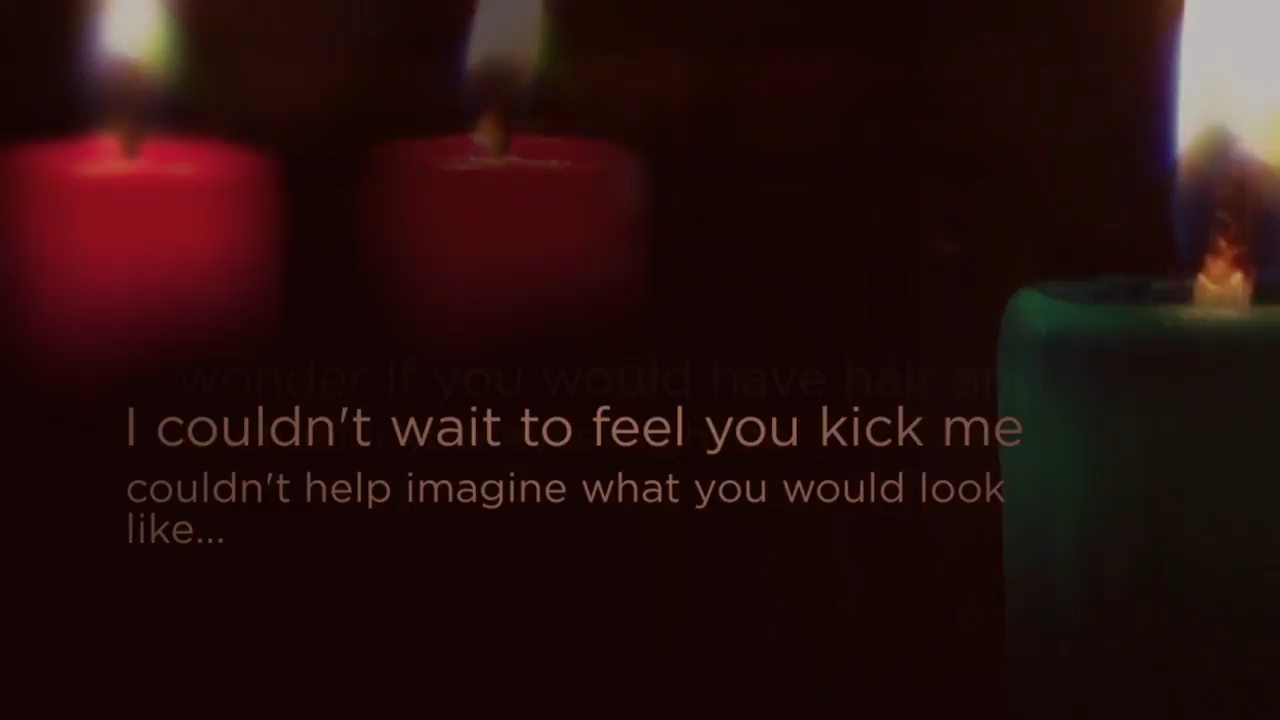 Wonder if you would have hair and
I couldn't wait to feel you kick me
couldn't help imagine what you would look
like...